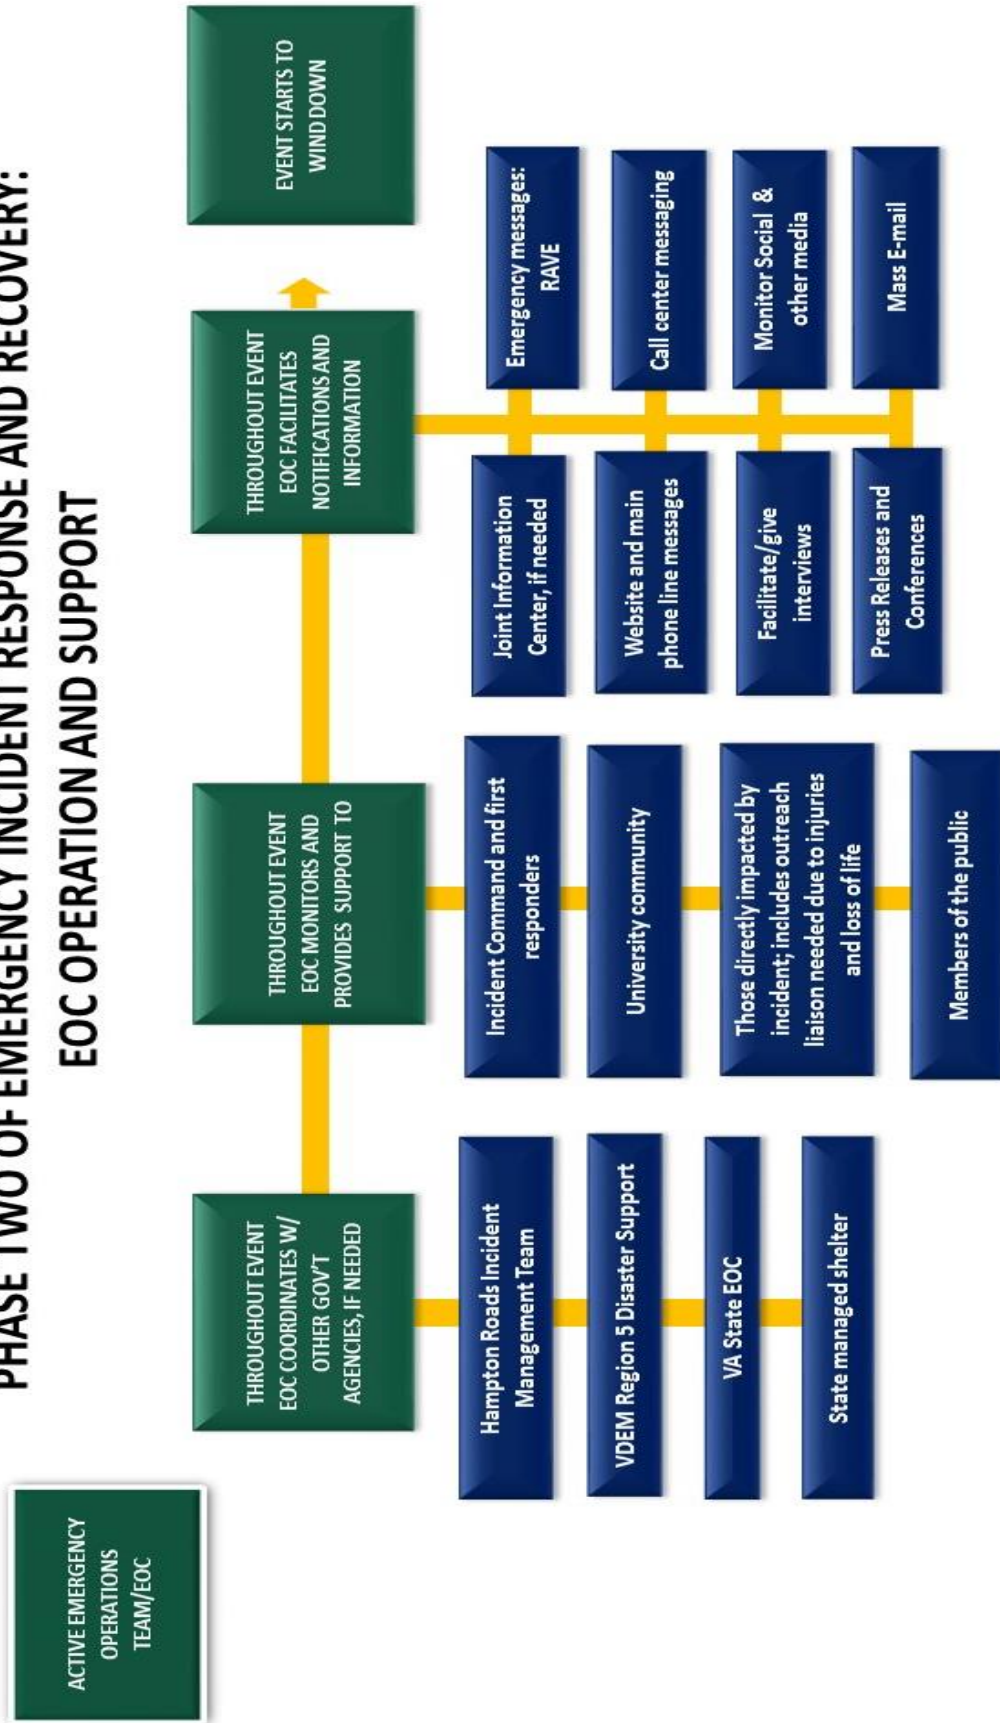 PHASE TWO OF EMERGENCY INCIDENT RESPONSE AND RECOVERY:
EOC OPERATION AND SUPPORT
ACTIVE EMERGENCY
OPERATIONS
TEAM/EOC
THROUGHOUT EVENT
EOC COORDINATES W/
OTHER GOV'T
AGENCIES, IF NEEDED
Hampton Roads Incident
Management Team
VDEM Region 5 Disaster Support
VA State EOC
State managed shelter
THROUGHOUT EVENT
EOC MONITORS AND
PROVIDES SUPPORT TO
Incident Command and first
responders
University community
Those directly impacted by
incident; includes outreach
liaison needed due to injuries
and loss of life
Members of the public
THROUGHOUT EVENT
EOC FACILITATES
NOTIFICATIONS AND
INFORMATION
Joint Information
Center, if needed
Website and main
phone line messages
Facilitate/give
interviews
Press Releases and
Conferences
Emergency messages:
RAVE
Call center messaging
Monitor Social &
other media
Mass E-mail
EVENT STARTS TO
WIND DOWN